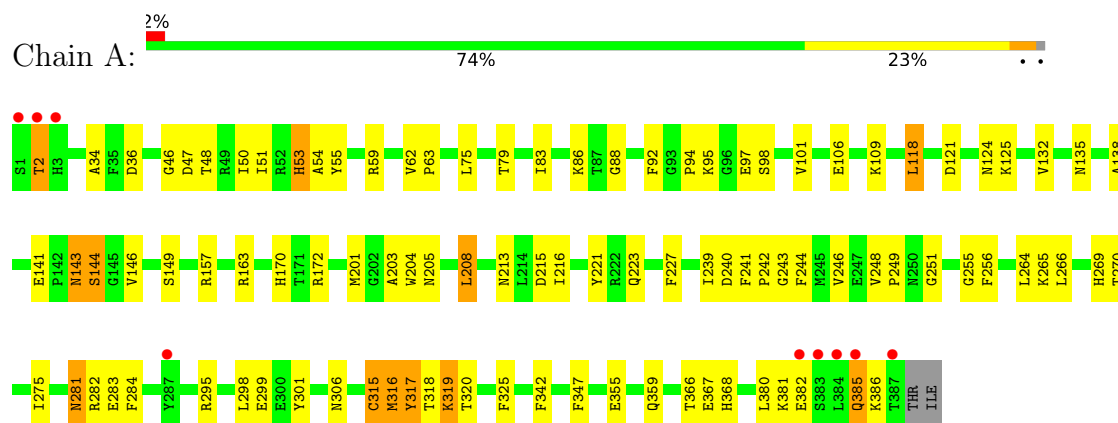 2%
Chain A:
74% 23% • •
S1 T2 H3 A34 F35 D36 G46 D47 T48 R49 I50 I51 R52 H53 A54 Y55 R59 V62 P63 L75 T79 I83 K86 T87 G88 F92 G93 P94 K95 G96 E97 S98 V101 E106 K109 L118 D121 N124 K125 V132 N135 A138
E141 P142 N143 S144 G145 V146 S149 R157 R163 H170 T171 R172 M201 G202 A203 W204 N205 L208 N213 L214 D215 I216 Y221 R222 Q223 F227 I239 D240 F241 P242 G243 F244 M245 V246 E247 V248 P249 N250 G251 G255 F256 L264 K265 L266 H269 T270
I275 N281 R282 E283 F284 Y287 R295 L298 E299 E300 Y301 N306 C315 M316 Y317 T318 K319 T320 F325 F342 F347 E355 Q359 T366 E367 H368 L380 K381 E382 S383 L384 Q385 K386 T387 THR ILE